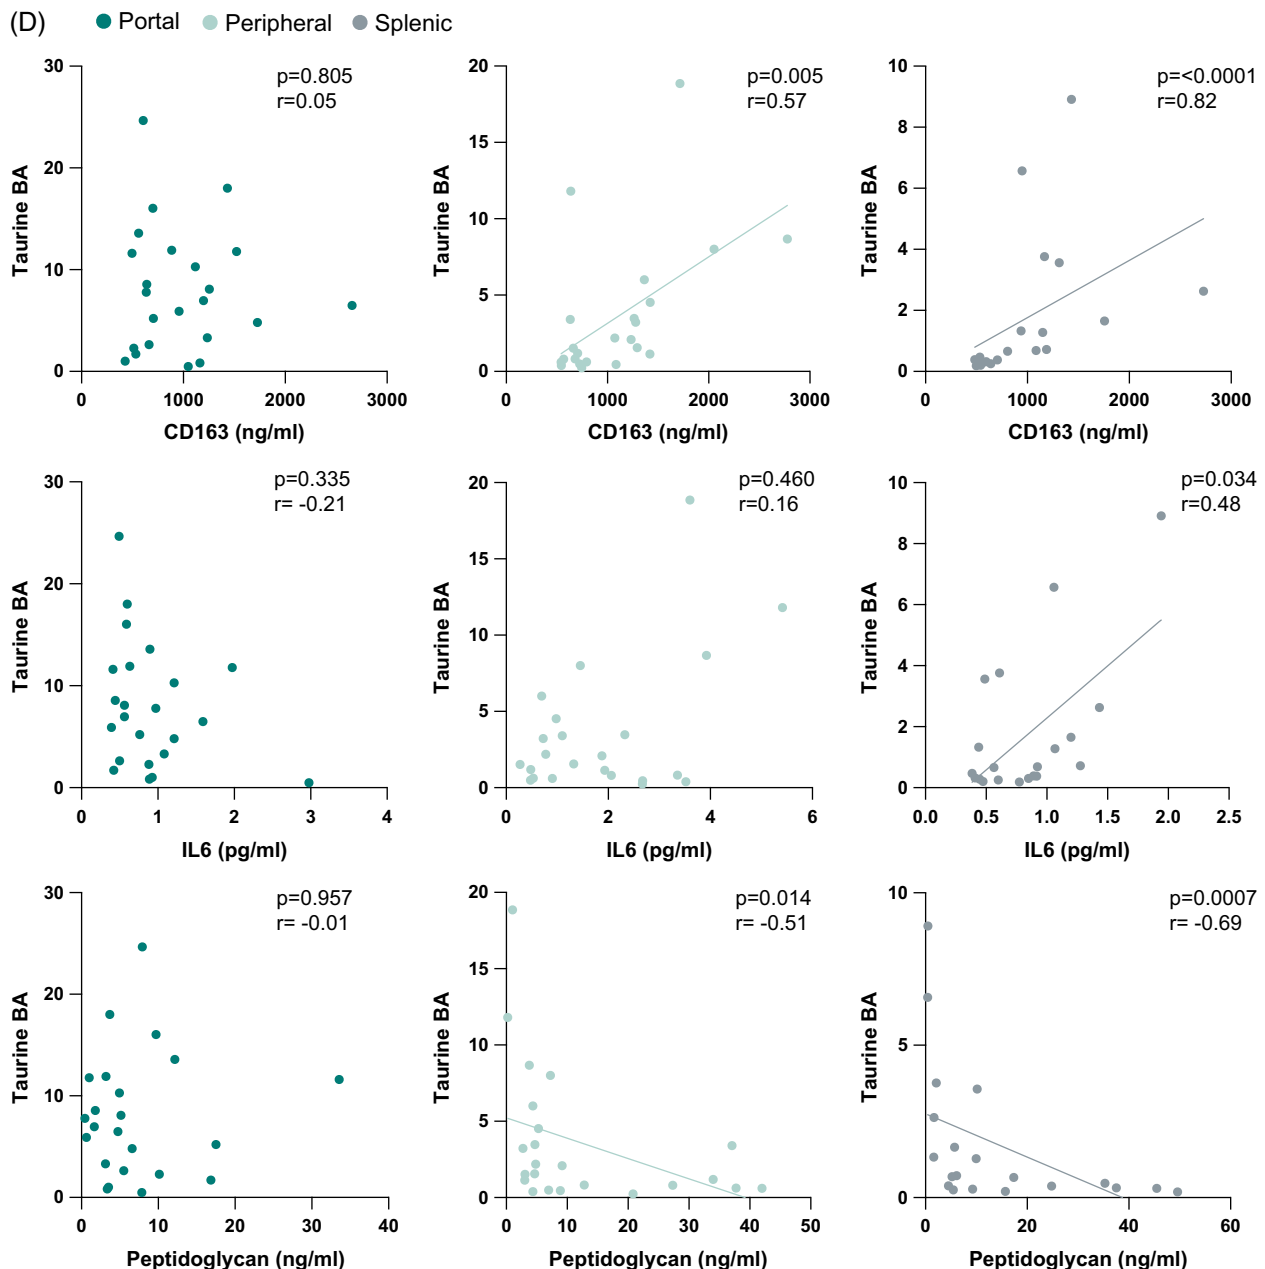 (D) Portal Peripheral Splenic
p=0.805
r=0.05
30
20
10
0
Taurine BA
0 1000 2000 3000
CD163 (ng/ml)
p=0.005
r=0.57
20
15
10
5
0
Taurine BA
0 1000 2000 3000
CD163 (ng/ml)
p=<0.0001
r=0.82
10
8
6
4
2
0
Taurine BA
0 1000 2000 3000
CD163 (ng/ml)
p=0.335
r= -0.21
30
20
10
0
Taurine BA
0 1 2 3 4
IL6 (pg/ml)
p=0.460
r=0.16
20
15
10
5
0
Taurine BA
0 2 4 6
IL6 (pg/ml)
p=0.034
r=0.48
10
8
6
4
2
0
Taurine BA
0.0 0.5 1.0 1.5 2.0 2.5
IL6 (pg/ml)
p=0.957
r= -0.01
30
20
10
0
Taurine BA
0 10 20 30 40
Peptidoglycan (ng/ml)
p=0.014
r= -0.51
20
15
10
5
0
Taurine BA
0 10 20 30 40 50
Peptidoglycan (ng/ml)
p=0.0007
r= -0.69
10
5
0
Taurine BA
0 20 40 60
Peptidoglycan (ng/ml)